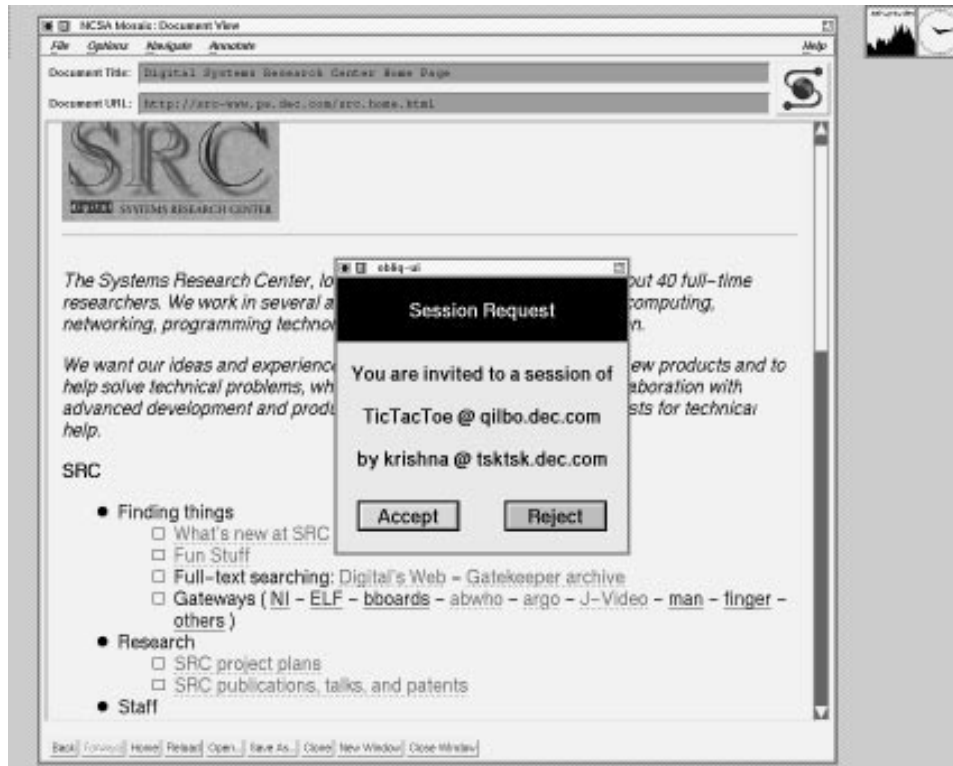 NCSA Mosaic: Document View
File Options Navigate Annotate Help
Document Title: Digital Systems Research Center Home Page
Document URL: http://src-www.pa.dec.com/src.home.html
SRC
SYSTEMS RESEARCH CENTER
The Systems Research Center, lo out 40 full-time
researchers. We work in several a computing,
networking, programming technol n.
We want our ideas and experience ew products and to
help solve technical problems, wh aboration with
advanced development and produ sts for technical
help.
obliq-ui
Session Request
You are invited to a session of
TicTacToe @ qilbo.dec.com
by krishna @ tsktsk.dec.com
Accept Reject
SRC
Finding things
What's new at SRC
Fun Stuff
Full-text searching: Digital's Web - Gatekeeper archive
Gateways ( NI - ELF - bboards - abwho - argo - J-Video - man - finger -
others )
Research
SRC project plans
SRC publications, talks, and patents
Staff
Back Forward Home Reload Open... Save As... Clone New Window Close Window